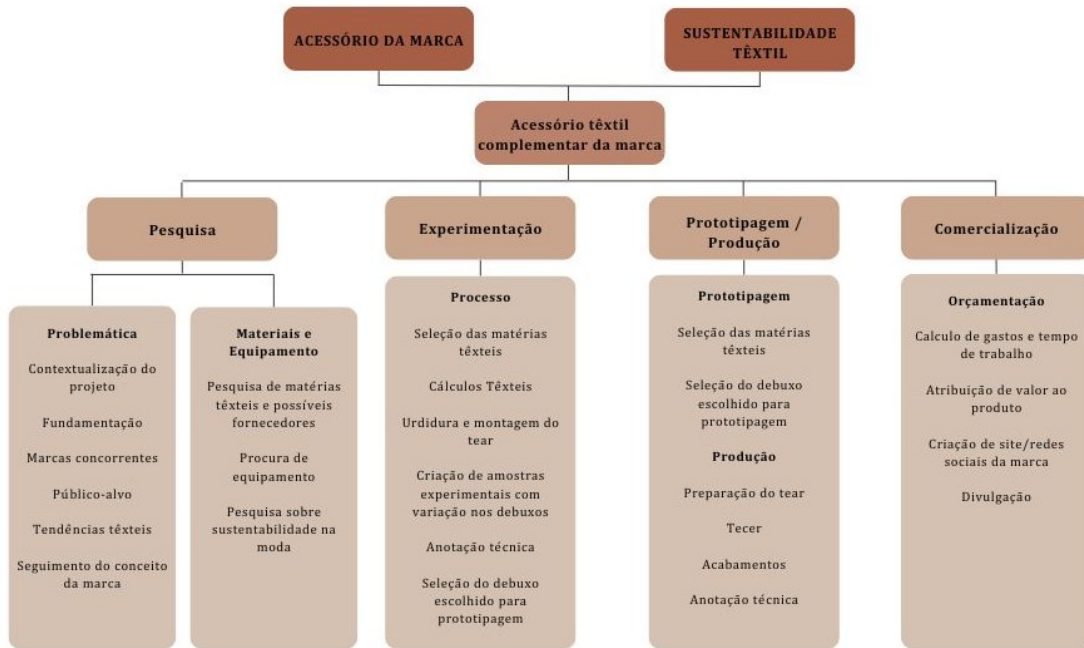 ACESSÓRIO DA MARCA
SUSTENTABILIDADE
TÊXTIL
Acessório têxtil
complementar da marca
Pesquisa
Experimentação
Prototipagem /
Produção
Comercialização
Problemática
Contextualização do
projeto
Fundamentação
Marcas concorrentes
Público-alvo
Tendências têxteis
Seguimento do conceito
da marca
Materiais e
Equipamento
Pesquisa de matérias
têxteis e possíveis
fornecedores
Procura de
equipamento
Pesquisa sobre
sustentabilidade na
moda
Processo
Seleção das matérias
têxteis
Cálculos Têxteis
Urdidura e montagem do
tear
Criação de amostras
experimentais com
variação nos debuxos
Anotação técnica
Seleção do debuxo
escolhido para
prototipagem
Prototipagem
Seleção das matérias
têxteis
Seleção do debuxo
escolhido para
prototipagem
Produção
Preparação do tear
Tecer
Acabamentos
Anotação técnica
Orçamentação
Calculo de gastos e tempo
de trabalho
Atribuição de valor ao
produto
Criação de site/redes
sociais da marca
Divulgação